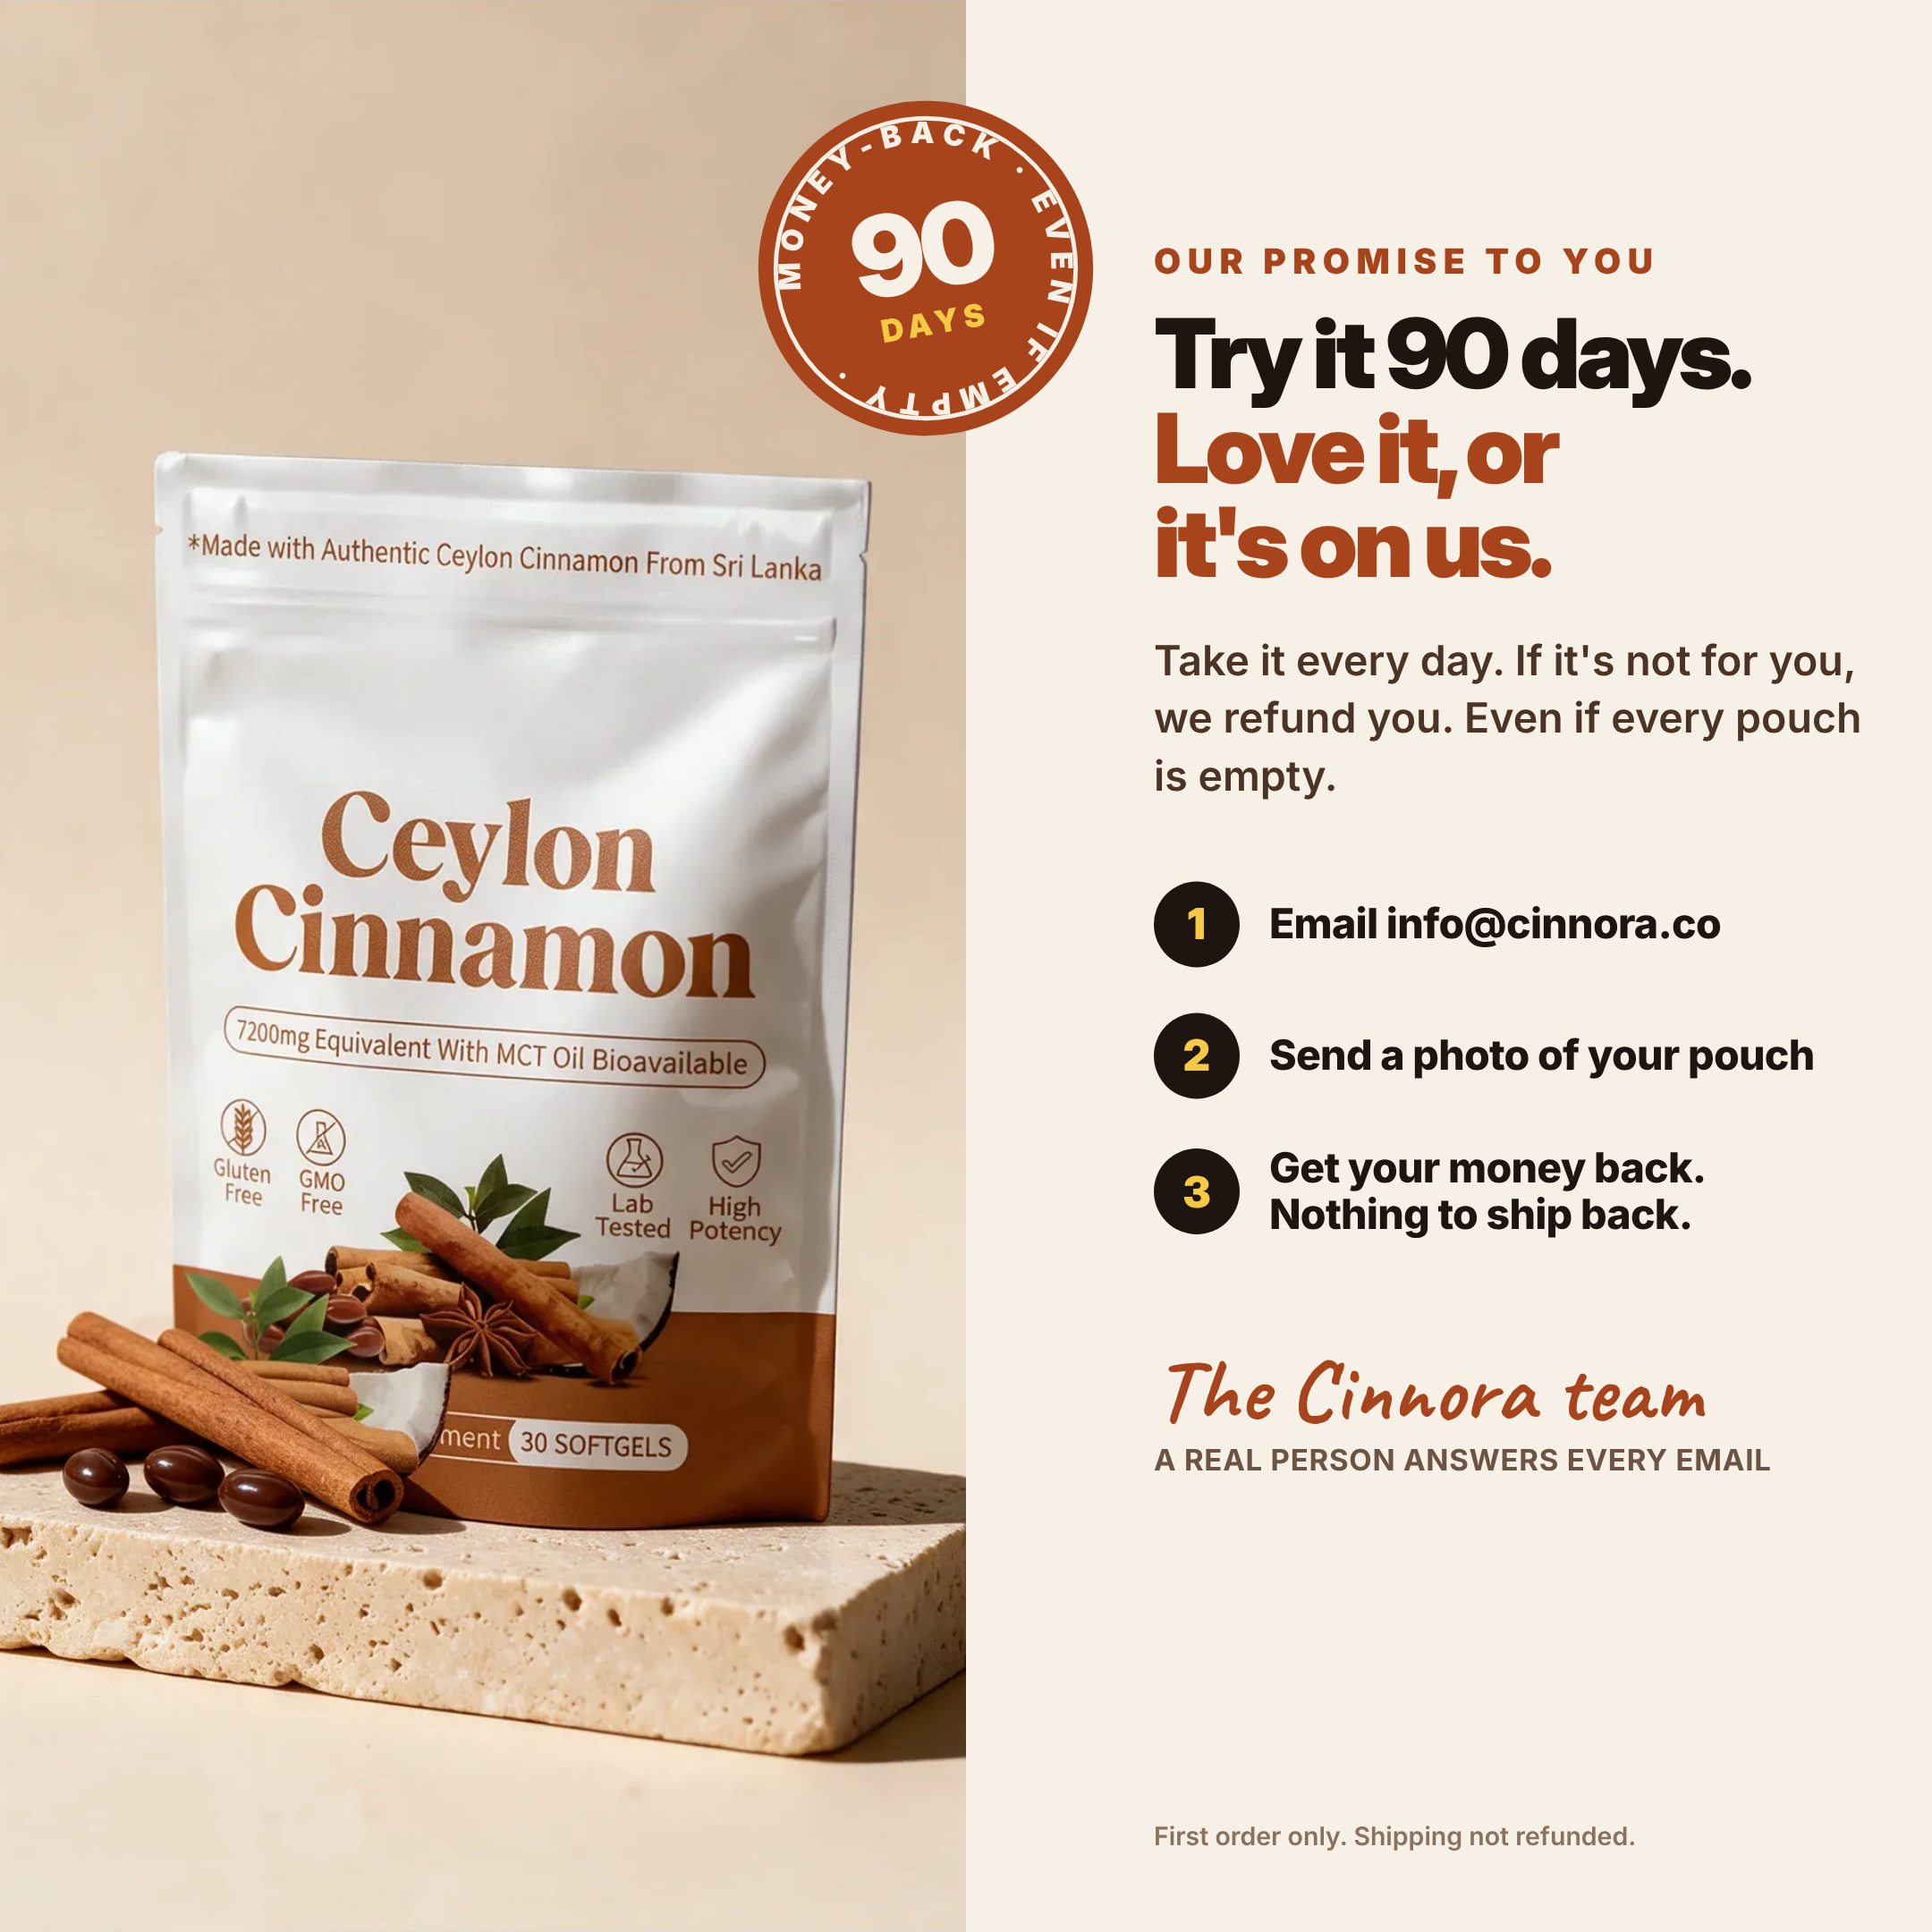 MONEY-BACK · EVEN IF EMPTY ·
90
DAYS
*Made with Authentic Ceylon Cinnamon From Sri Lanka
Ceylon
Cinnamon
7200mg Equivalent With MCT Oil Bioavailable
Gluten
Free
GMO
Free
Lab
Tested
High
Potency
30 SOFTGELS
OUR PROMISE TO YOU
Try it 90 days.
Love it, or
it's on us.
Take it every day. If it's not for you,
we refund you. Even if every pouch
is empty.
1 Email info@cinnora.co
2 Send a photo of your pouch
3 Get your money back.
Nothing to ship back.
The Cinnora team
A REAL PERSON ANSWERS EVERY EMAIL
First order only. Shipping not refunded.